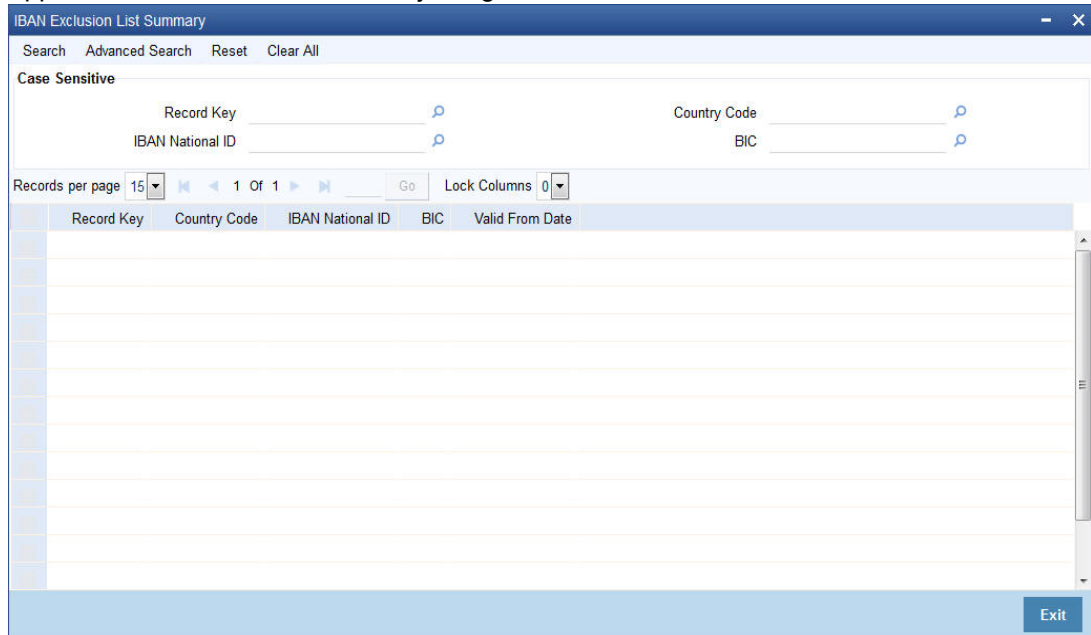 IBAN Exclusion List Summary
Search Advanced Search Reset Clear All
Case Sensitive
Record Key Country Code
IBAN National ID BIC
Records per page 15 1 Of 1 Go Lock Columns 0
Record Key Country Code IBAN National ID BIC Valid From Date
Exit